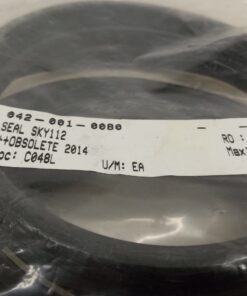 042-001-0080
SEAL SKY112
++OBSOLETE 2014
oc: C048L
U/M: EA
RO :
Max